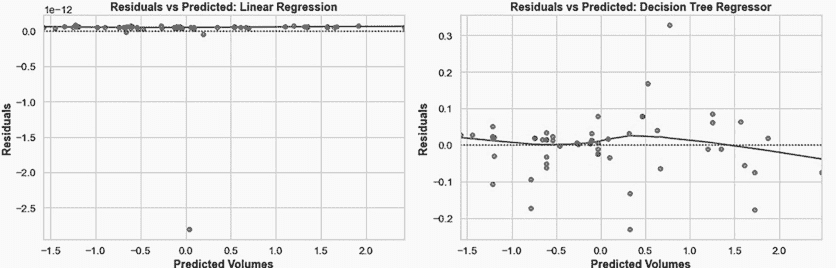 Residuals vs Predicted: Linear Regression
1e−12
0.0
−0.5
−1.0
−1.5
−2.0
−2.5
Residuals
−1.5 −1.0 −0.5 0.0 0.5 1.0 1.5 2.0
Predicted Volumes
Residuals vs Predicted: Decision Tree Regressor
0.3
0.2
0.1
0.0
−0.1
−0.2
Residuals
−1.5 −1.0 −0.5 0.0 0.5 1.0 1.5 2.0
Predicted Volumes